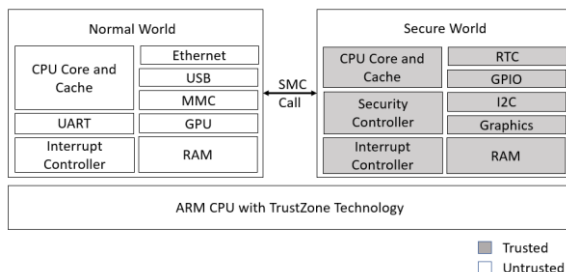 Normal World
CPU Core and
Cache
Ethernet
USB
MMC
UART
GPU
Interrupt
Controller
RAM
SMC
Call
Secure World
CPU Core and
Cache
RTC
GPIO
Security
Controller
I2C
Graphics
Interrupt
Controller
RAM
ARM CPU with TrustZone Technology
Trusted
Untrusted